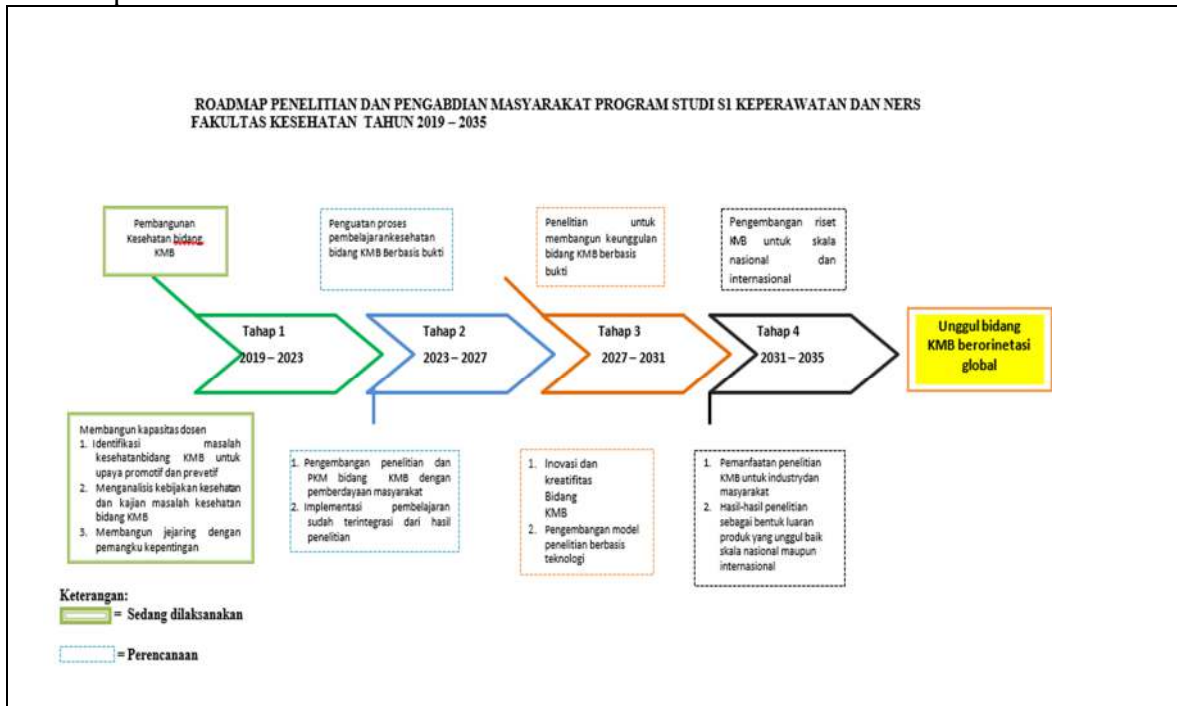 ROADMAP PENELITIAN DAN PENGABDIAN MASYARAKAT PROGRAM STUDI S1 KEPERAWATAN DAN NERS
FAKULTAS KESEHATAN TAHUN 2019 – 2035
Pembangunan
Kesehatan bidang
KMB
Penguatan proses
pembelajarankesehatan
bidang KMB Berbasis bukti
Penelitian untuk
membangun keunggulan
bidang KMB berbasis
bukti
Pengembangan riset
KMB untuk skala
nasional dan
internasional
Tahap 1
2019 – 2023
Tahap 2
2023 – 2027
Tahap 3
2027 – 2031
Tahap 4
2031 – 2035
Unggul bidang
KMB berorinetasi
global
Membangun kapasitas dosen
1. Identifikasi masalah
kesehatanbidang KMB untuk
upaya promotif dan prevetif
2. Menganalisis kebijakan kesehatan
dan kajian masalah kesehatan
bidang KMB
3. Membangun jejaring dengan
pemangku kepentingan
1. Pengembangan penelitian dan
PKM bidang KMB dengan
pemberdayaan masyarakat
2. Implementasi pembelajaran
sudah terintegrasi dari hasil
penelitian
1. Inovasi dan
kreatifitas
Bidang
KMB
2. Pengembangan model
penelitian berbasis
teknologi
1. Pemanfaatan penelitian
KMB untuk industrydan
masyarakat
2. Hasil-hasil penelitian
sebagai bentuk luaran
produk yang unggul baik
skala nasional maupun
internasional
Keterangan:
= Sedang dilaksanakan
= Perencanaan